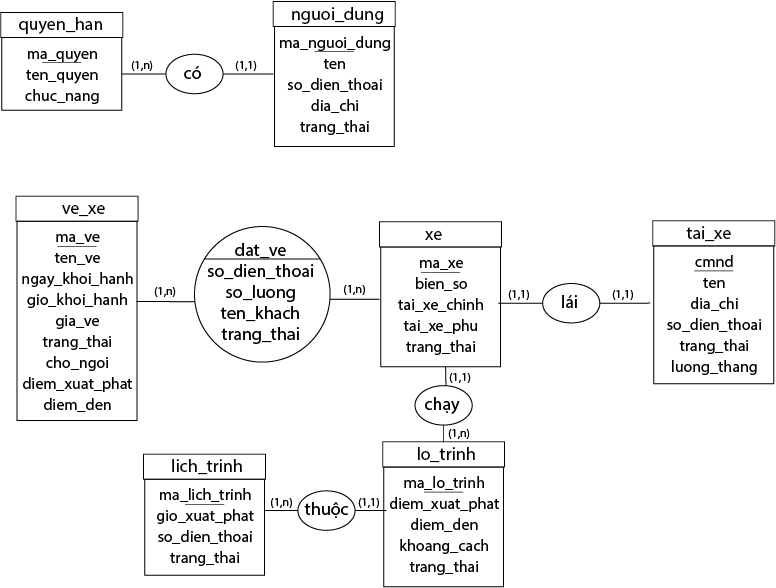 quyen_han
ma_quyen
ten_quyen
chuc_nang
(1,n)
có
(1,1)
nguoi_dung
ma_nguoi_dung
ten
so_dien_thoai
dia_chi
trang_thai
ve_xe
ma_ve
ten_ve
ngay_khoi_hanh
gio_khoi_hanh
gia_ve
trang_thai
cho_ngoi
diem_xuat_phat
diem_den
(1,n)
dat_ve
so_dien_thoai
so_luong
ten_khach
trang_thai
(1,n)
xe
ma_xe
bien_so
tai_xe_chinh
tai_xe_phu
trang_thai
(1,1)
lái
(1,1)
tai_xe
cmnd
ten
dia_chi
so_dien_thoai
trang_thai
luong_thang
(1,1)
chạy
(1,n)
lich_trinh
ma_lich_trinh
gio_xuat_phat
so_dien_thoai
trang_thai
(1,n)
thuộc
(1,1)
lo_trinh
ma_lo_trinh
diem_xuat_phat
diem_den
khoang_cach
trang_thai